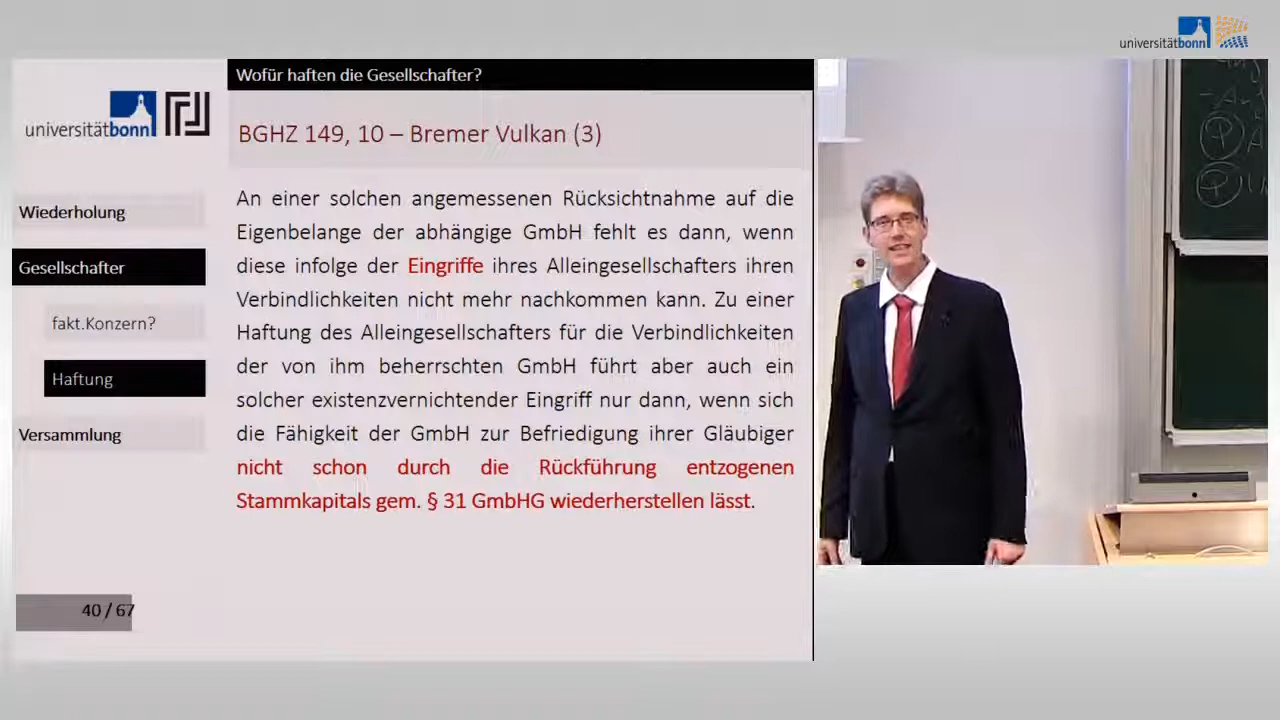 universitätbonn
Wofür haften die Gesellschafter?
universitätbonn
BGHZ 149, 10 – Bremer Vulkan (3)
Wiederholung
Gesellschafter
fakt.Konzern?
Haftung
Versammlung
An einer solchen angemessenen Rücksichtnahme auf die
Eigenbelange der abhängige GmbH fehlt es dann, wenn
diese infolge der Eingriffe ihres Alleingesellschafters ihren
Verbindlichkeiten nicht mehr nachkommen kann. Zu einer
Haftung des Alleingesellschafters für die Verbindlichkeiten
der von ihm beherrschten GmbH führt aber auch ein
solcher existenzvernichtender Eingriff nur dann, wenn sich
die Fähigkeit der GmbH zur Befriedigung ihrer Gläubiger
nicht schon durch die Rückführung entzogenen
Stammkapitals gem. § 31 GmbHG wiederherstellen lässt.
40 / 67